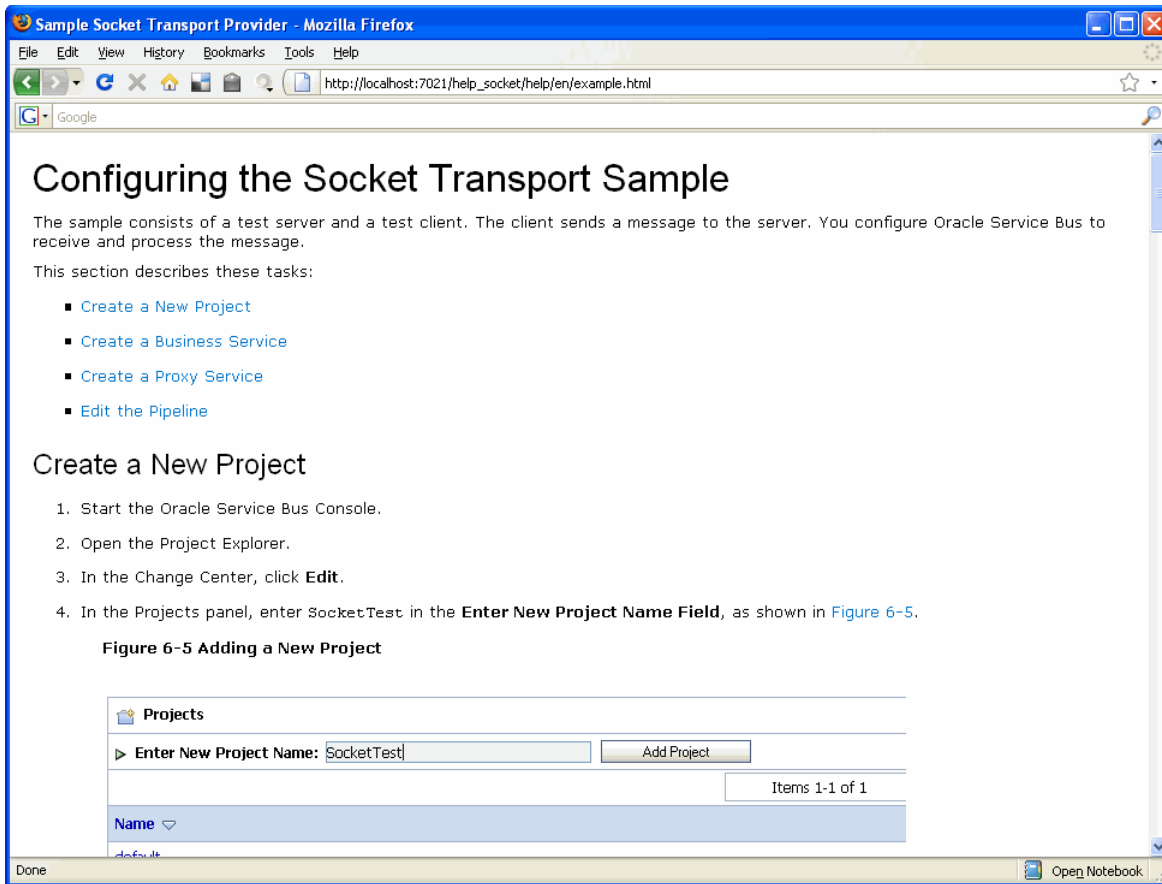 Sample Socket Transport Provider - Mozilla Firefox
File Edit View History Bookmarks Tools Help
http://localhost:7021/help_socket/help/en/example.html
G Google
Configuring the Socket Transport Sample
The sample consists of a test server and a test client. The client sends a message to the server. You configure Oracle Service Bus to
receive and process the message.
This section describes these tasks:
Create a New Project
Create a Business Service
Create a Proxy Service
Edit the Pipeline
Create a New Project
1. Start the Oracle Service Bus Console.
2. Open the Project Explorer.
3. In the Change Center, click Edit.
4. In the Projects panel, enter SocketTest in the Enter New Project Name Field, as shown in Figure 6-5.
Figure 6-5 Adding a New Project
Projects
Enter New Project Name: SocketTest Add Project
Items 1-1 of 1
Name
default
Done Open Notebook